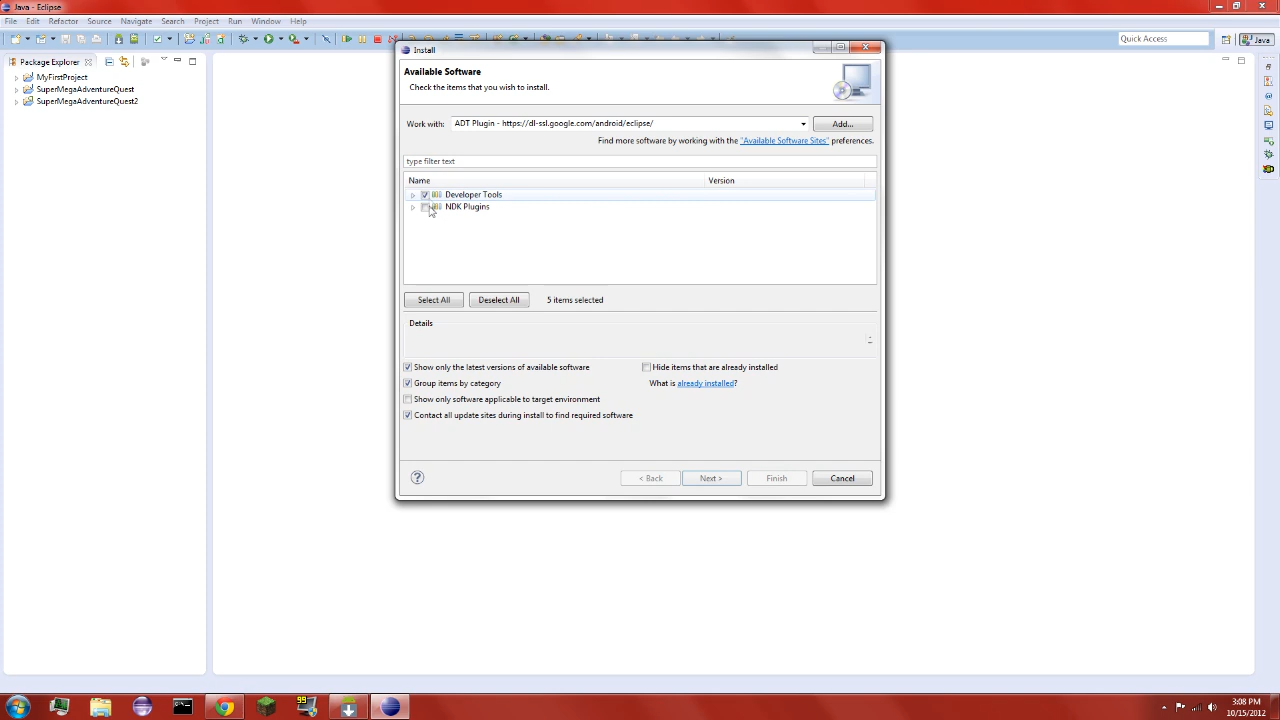 Java - Eclipse
File Edit Refactor Source Navigate Search Project Run Window Help
Quick Access
Java
Package Explorer
MyFirstProject
SuperMegaAdventureQuest
SuperMegaAdventureQuest2
Install
Available Software
Check the items that you wish to install.
Work with: ADT Plugin - https://dl-ssl.google.com/android/eclipse/ Add...
Find more software by working with the "Available Software Sites" preferences.
type filter text
Name Version
Developer Tools
NDK Plugins
Select All Deselect All 5 items selected
Details
Show only the latest versions of available software Hide items that are already installed
Group items by category What is already installed?
Show only software applicable to target environment
Contact all update sites during install to find required software
? < Back Next > Finish Cancel
99
3:08 PM
10/15/2012